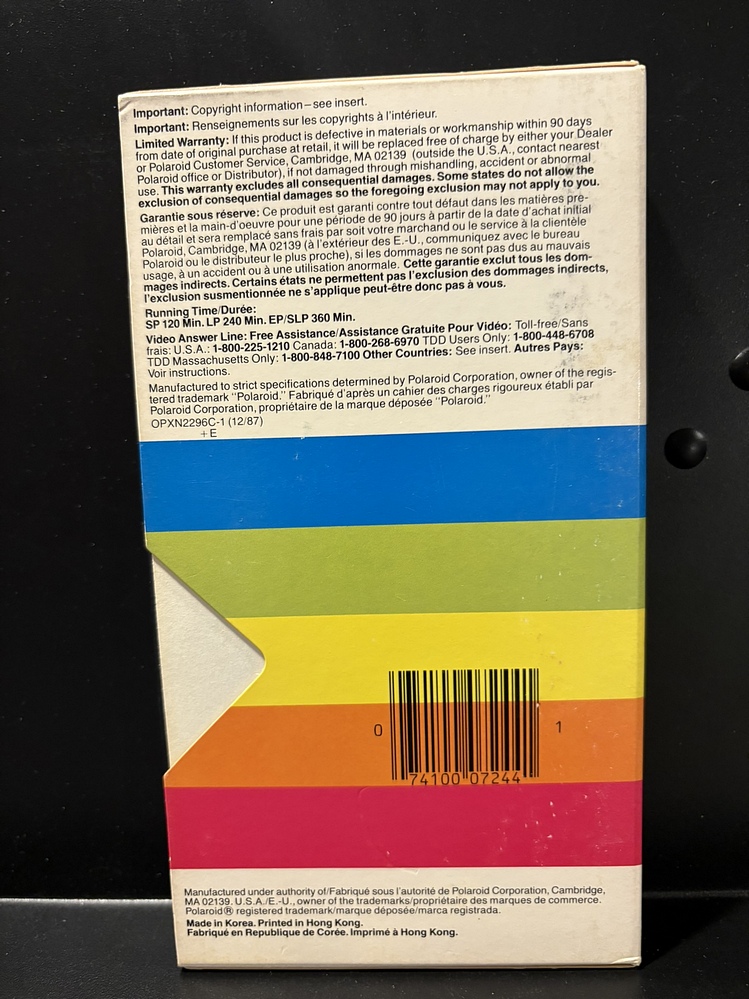 Important: Copyright information–see insert.
Important: Renseignements sur les copyrights à l'intérieur.
Limited Warranty: If this product is defective in materials or workmanship within 90 days
from date of original purchase at retail, it will be replaced free of charge by either your Dealer
or Polaroid Customer Service, Cambridge, MA 02139 (outside the U.S.A., contact nearest
Polaroid office or Distributor), if not damaged through mishandling, accident or abnormal
use. This warranty excludes all consequential damages. Some states do not allow the
exclusion of consequential damages so the foregoing exclusion may not apply to you.
Garantie sous réserve: Ce produit est garanti contre tout défaut dans les matières pre-
mières et la main-d'oeuvre pour une période de 90 jours à partir de la date d'achat initial
au détail et sera remplacé sans frais par soit votre marchand ou le service à la clientèle
Polaroid, Cambridge, MA 02139 (à l'extérieur des E.-U., communiquez avec le bureau
Polaroid ou le distributeur le plus proche), si les dommages ne sont pas dus au mauvais
usage, à un accident ou à une utilisation anormale. Cette garantie exclut tous les dom-
mages indirects. Certains états ne permettent pas l'exclusion des dommages indirects,
l'exclusion susmentionnée ne s'applique peut-être donc pas à vous.
Running Time/Durée:
SP 120 Min. LP 240 Min. EP/SLP 360 Min.
Video Answer Line: Free Assistance/Assistance Gratuite Pour Vidéo: Toll-free/Sans
frais: U.S.A.: 1-800-225-1210 Canada: 1-800-268-6970 TDD Users Only: 1-800-448-6708
TDD Massachusetts Only: 1-800-848-7100 Other Countries: See insert. Autres Pays:
Voir instructions.
Manufactured to strict specifications determined by Polaroid Corporation, owner of the regis-
tered trademark "Polaroid." Fabriqué d'après un cahier des charges rigoureux établi par
Polaroid Corporation, propriétaire de la marque déposée "Polaroid."
OPXN2296C-1 (12/87)
+E
0 74100 07244 1
Manufactured under authority of/Fabriqué sous l'autorité de Polaroid Corporation, Cambridge,
MA 02139. U.S.A./E.-U., owner of the trademarks/propriétaire des marques de commerce.
Polaroid® registered trademark/marque déposée/marca registrada.
Made in Korea. Printed in Hong Kong.
Fabriqué en Republique de Corée. Imprimé à Hong Kong.